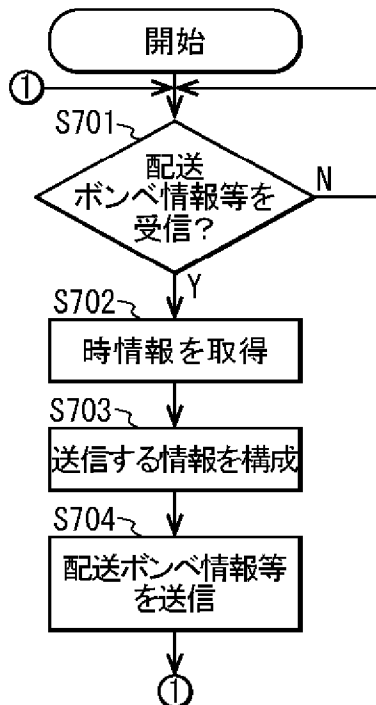 開始
①
S701
配送
ボンベ情報等を
受信?
N
Y
S702
時情報を取得
S703
送信する情報を構成
S704
配送ボンベ情報等
を送信
①